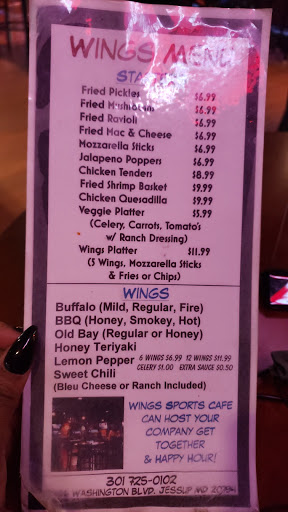 WINGS MENU
Fried Pickles $6.99
Fried Mushrooms $6.99
Fried Ravioli $6.99
Fried Mac & Cheese $6.99
Mozzarella Sticks $6.99
Jalapeno Poppers $6.99
Chicken Tenders $8.99
Fried Shrimp Basket $9.99
Chicken Quesadilla $9.99
Veggie Platter $5.99
(Celery, Carrots, Tomato's
w/ Ranch Dressing)
Wings Platter $11.99
(5 Wings, Mozzarella Sticks
& Fries or Chips)
WINGS
Buffalo (Mild, Regular, Fire)
BBQ (Honey, Smokey, Hot)
Old Bay (Regular or Honey)
Honey Teriyaki
Lemon Pepper 6 WINGS $6.99 12 WINGS $11.99
Sweet Chili CELERY $1.00 EXTRA SAUCE $0.50
(Bleu Cheese or Ranch Included)
WINGS SPORTS CAFE
CAN HOST YOUR
COMPANY GET
TOGETHER
& HAPPY HOUR!
301 725-0102
WASHINGTON BLVD. JESSUP MD